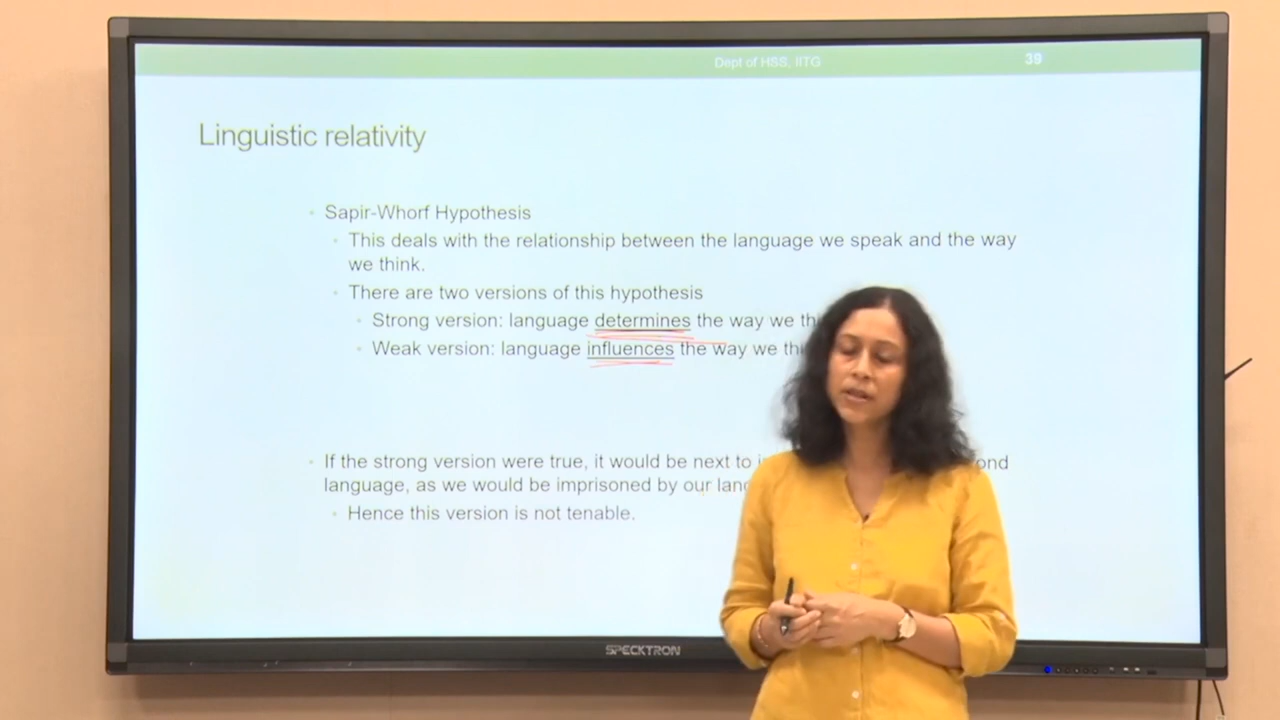 Dept of HSS, IITG 39
Linguistic relativity
• Sapir-Whorf Hypothesis
• This deals with the relationship between the language we speak and the way
we think.
• There are two versions of this hypothesis
• Strong version: language determines the way we
• Weak version: language influences the way we
• If the strong version were true, it would be next to
language, as we would be imprisoned by our
• Hence this version is not tenable.
SPECKTRON